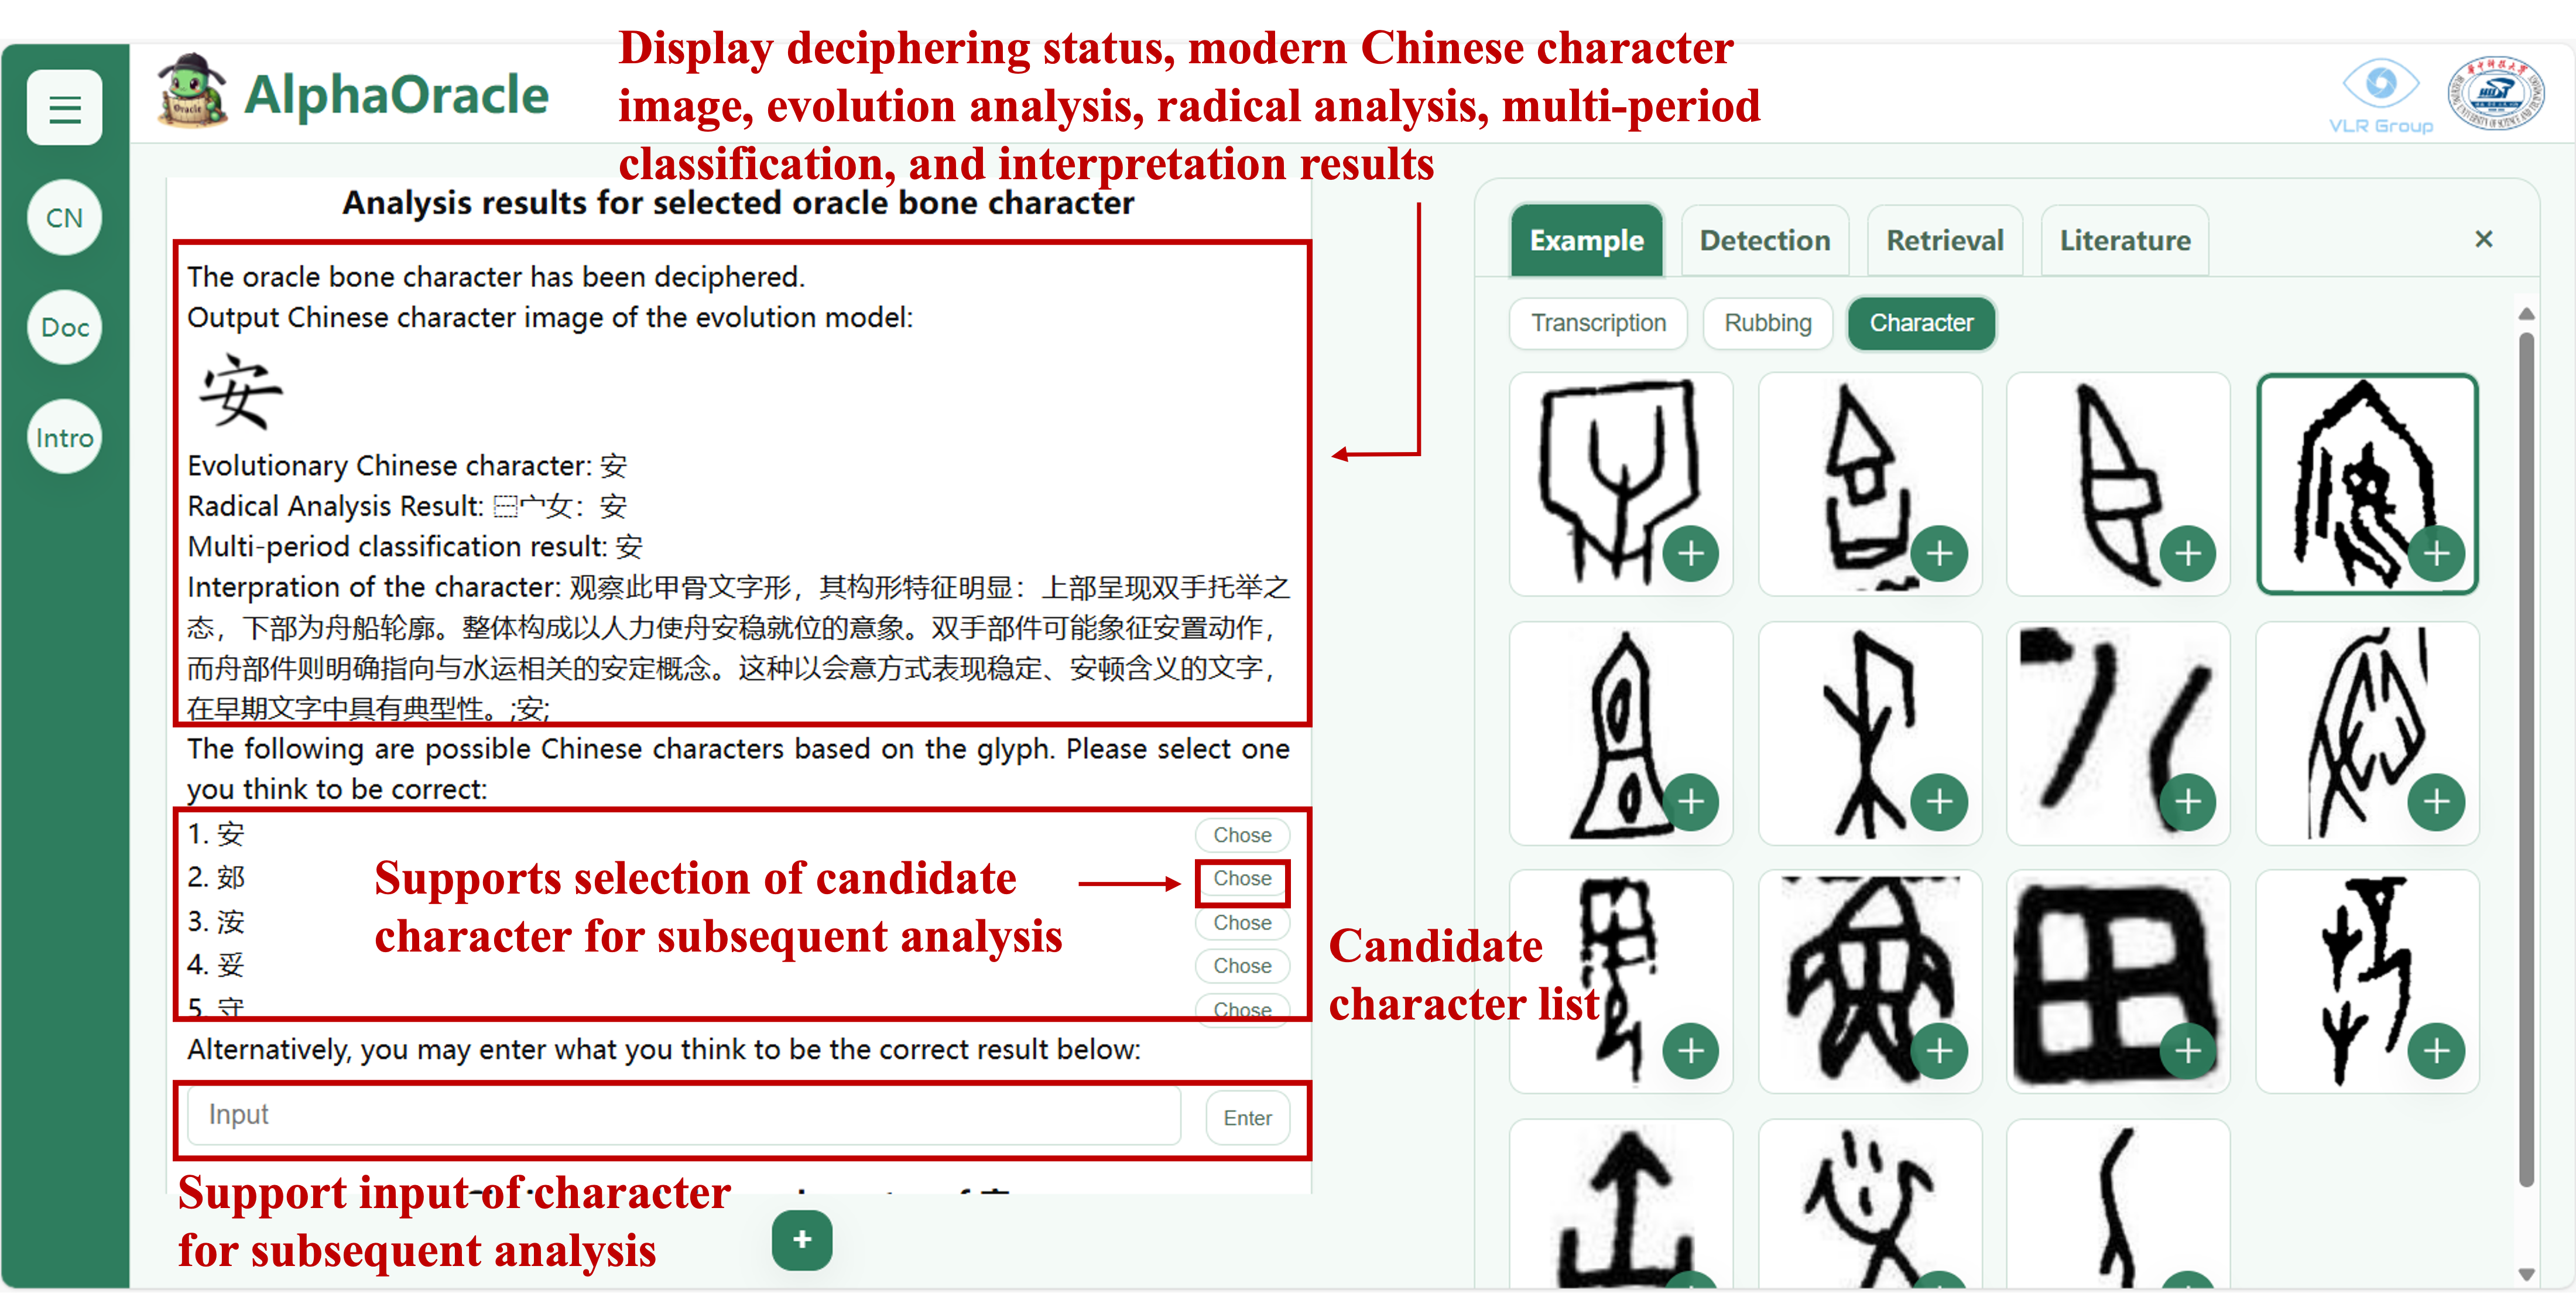 Display deciphering status, modern Chinese character
image, evolution analysis, radical analysis, multi-period
classification, and interpretation results
AlphaOracle
Oracle
VLR Group
CN
Doc
Intro
Analysis results for selected oracle bone character
The oracle bone character has been deciphered.
Output Chinese character image of the evolution model:
安
Evolutionary Chinese character: 安
Radical Analysis Result: ⿱宀女：安
Multi-period classification result: 安
Interpration of the character: 观察此甲骨文字形，其构形特征明显：上部呈现双手托举之
态，下部为舟船轮廓。整体构成以人力使舟安稳就位的意象。双手部件可能象征安置动作，
而舟部件则明确指向与水运相关的安定概念。这种以会意方式表现稳定、安顿含义的文字，
在早期文字中具有典型性。;安;
The following are possible Chinese characters based on the glyph. Please select one
you think to be correct:
1. 安 Chose
2. 郊 Chose
3. 洝 Chose
4. 妥 Chose
5. 守 Chose
Supports selection of candidate
character for subsequent analysis
Candidate
character list
Alternatively, you may enter what you think to be the correct result below:
Input Enter
Support input of character
for subsequent analysis
+
Example Detection Retrieval Literature ×
Transcription Rubbing Character